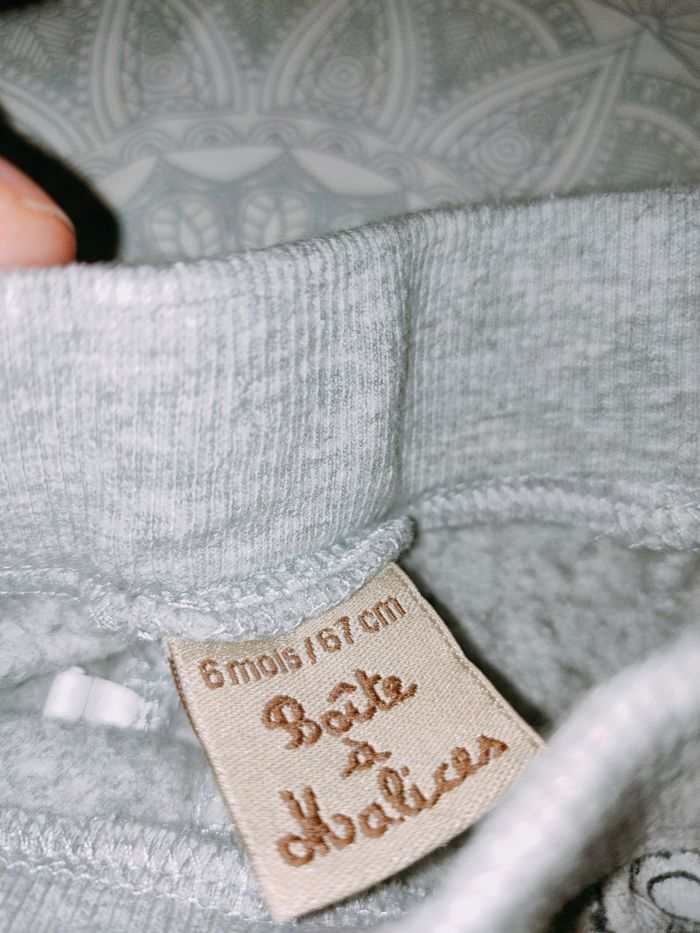 6 mois / 67 cm
Boîte
à
Malices